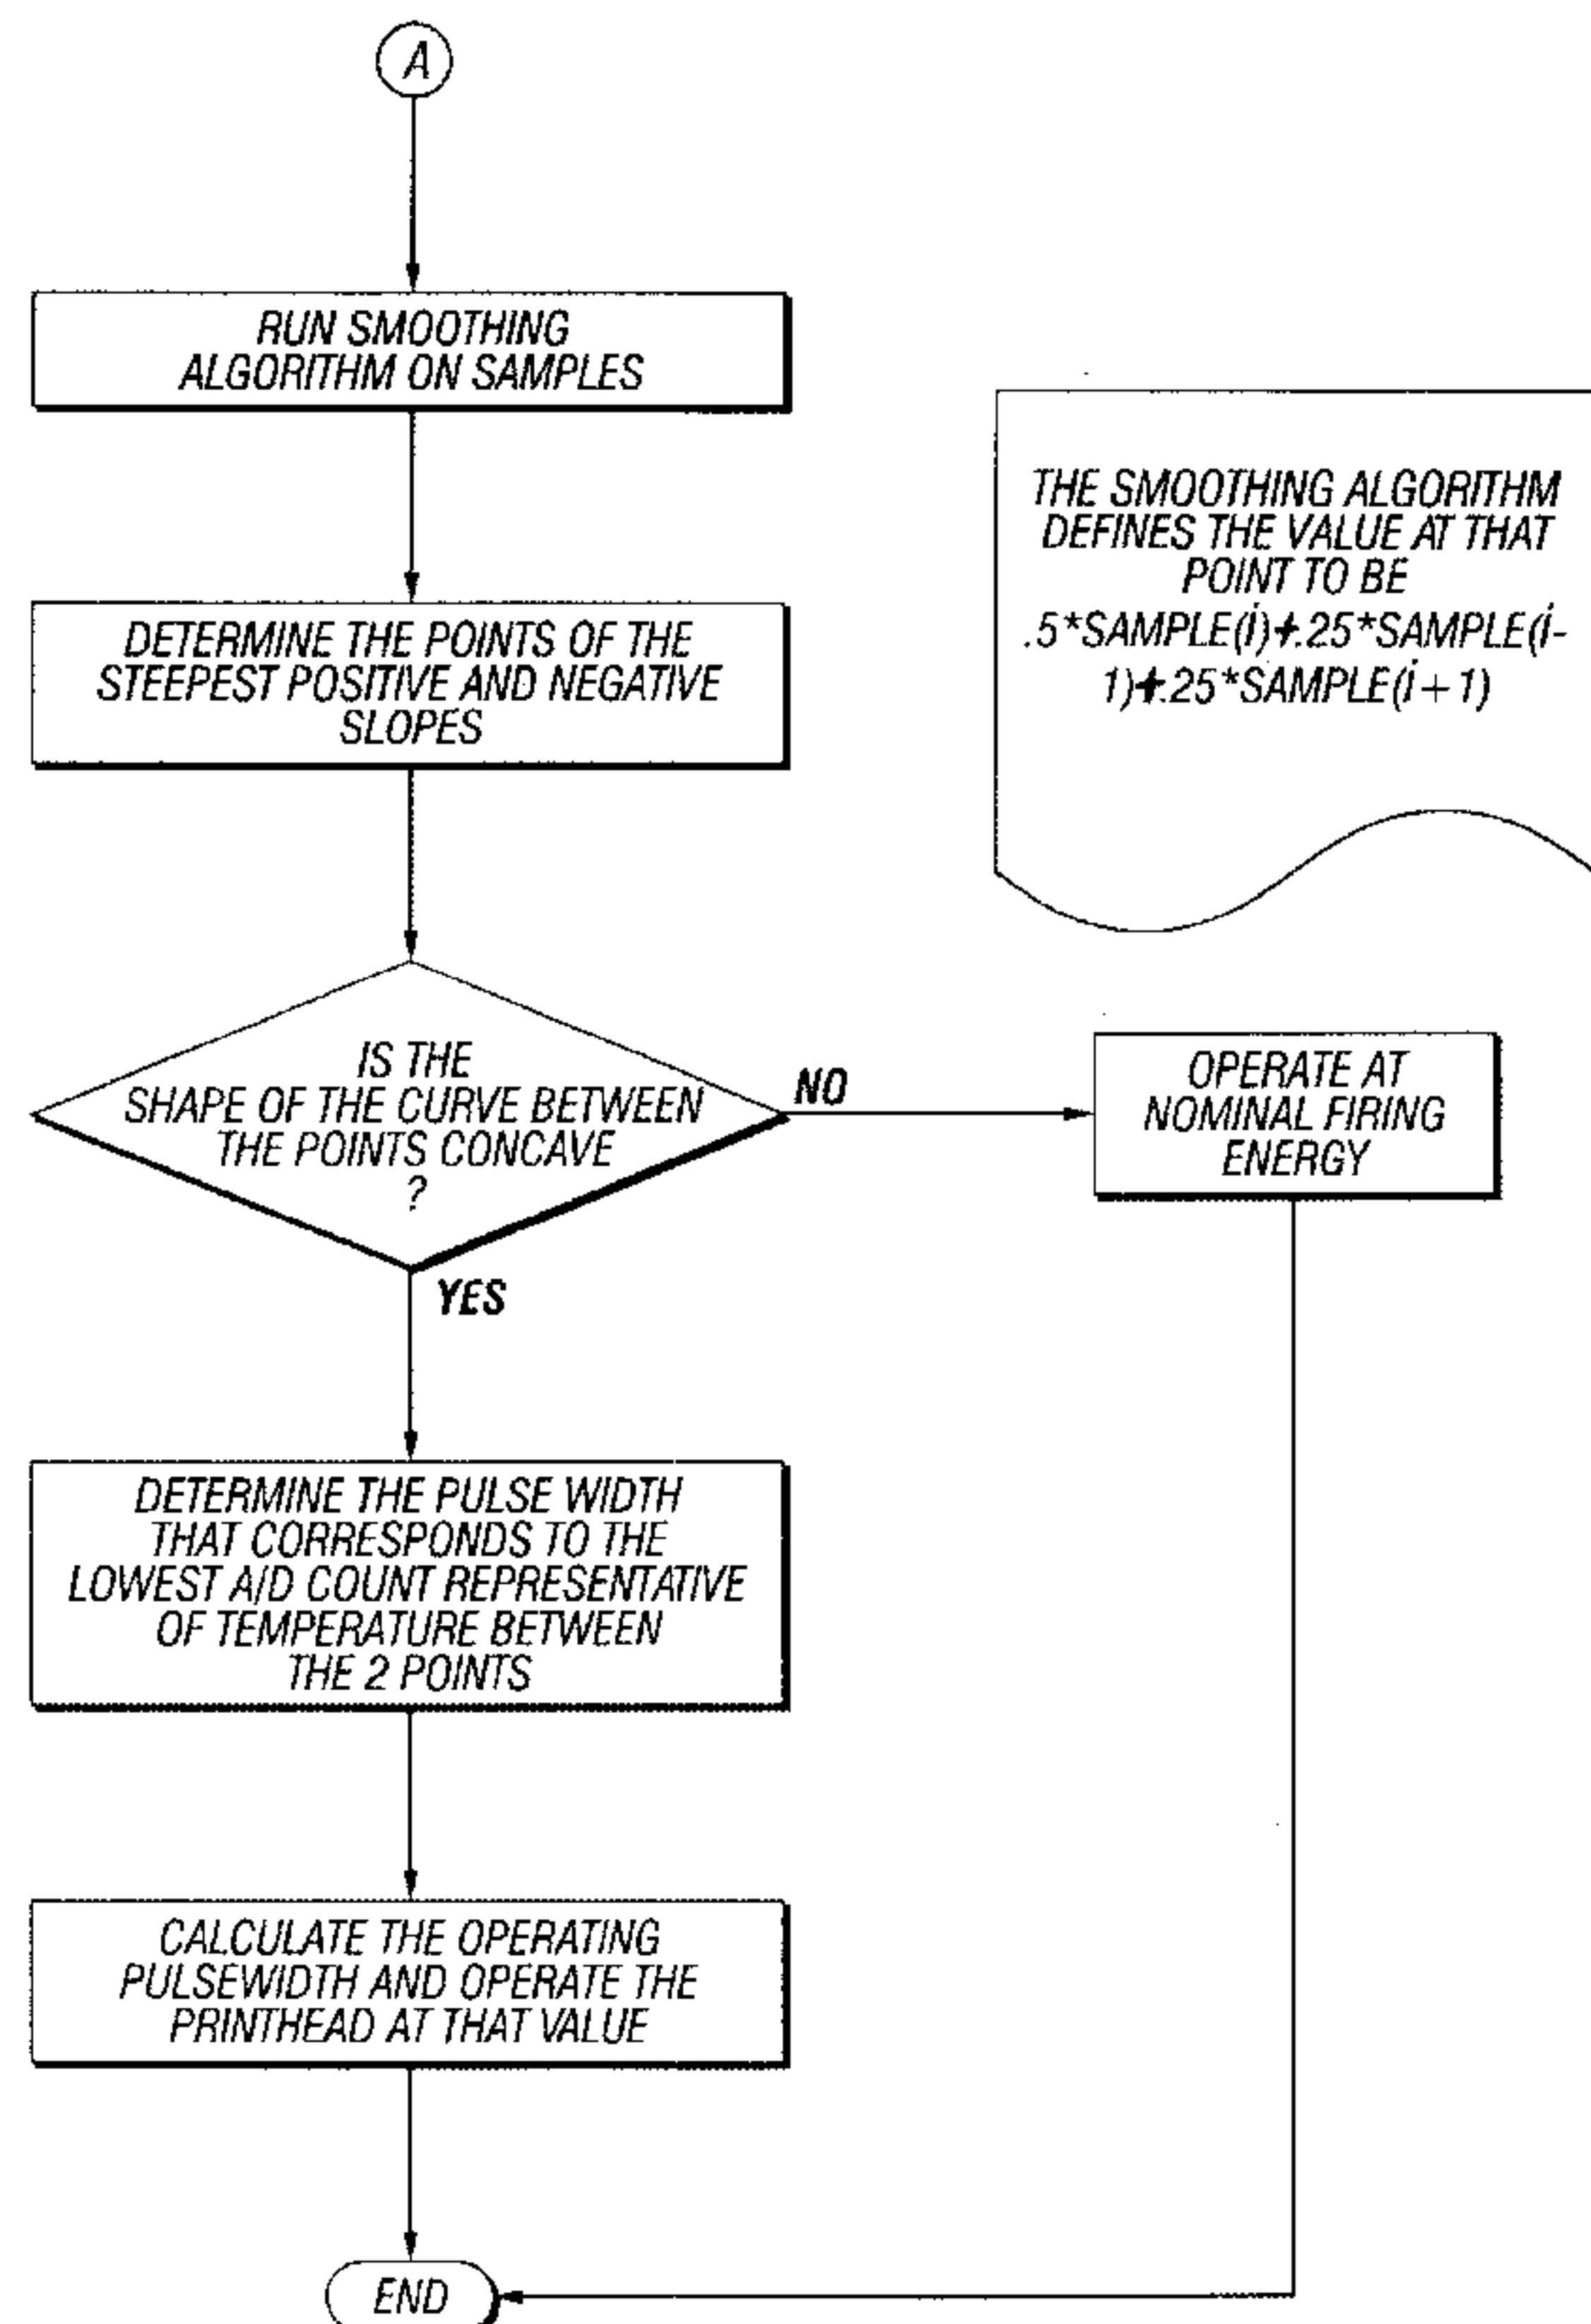 A
RUN SMOOTHING
ALGORITHM ON SAMPLES
THE SMOOTHING ALGORITHM
DEFINES THE VALUE AT THAT
POINT TO BE
.5*SAMPLE(i)+.25*SAMPLE(i-
1)+.25*SAMPLE(i+1)
DETERMINE THE POINTS OF THE
STEEPEST POSITIVE AND NEGATIVE
SLOPES
IS THE
SHAPE OF THE CURVE BETWEEN
THE POINTS CONCAVE
?
NO
OPERATE AT
NOMINAL FIRING
ENERGY
YES
DETERMINE THE PULSE WIDTH
THAT CORRESPONDS TO THE
LOWEST A/D COUNT REPRESENTATIVE
OF TEMPERATURE BETWEEN
THE 2 POINTS
CALCULATE THE OPERATING
PULSEWIDTH AND OPERATE THE
PRINTHEAD AT THAT VALUE
END